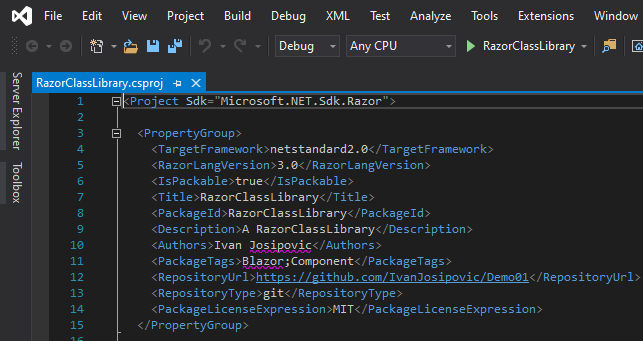 File Edit View Project Build Debug XML Test Analyze Tools Extensions Window
Debug Any CPU RazorClassLibrary
Server Explorer
Toolbox
RazorClassLibrary.csproj
1 <Project Sdk="Microsoft.NET.Sdk.Razor">
2
3 <PropertyGroup>
4 <TargetFramework>netstandard2.0</TargetFramework>
5 <RazorLangVersion>3.0</RazorLangVersion>
6 <IsPackable>true</IsPackable>
7 <Title>RazorClassLibrary</Title>
8 <PackageId>RazorClassLibrary</PackageId>
9 <Description>A RazorClassLibrary</Description>
10 <Authors>Ivan Josipovic</Authors>
11 <PackageTags>Blazor;Component</PackageTags>
12 <RepositoryUrl>https://github.com/IvanJosipovic/Demo01</RepositoryUrl>
13 <RepositoryType>git</RepositoryType>
14 <PackageLicenseExpression>MIT</PackageLicenseExpression>
15 </PropertyGroup>